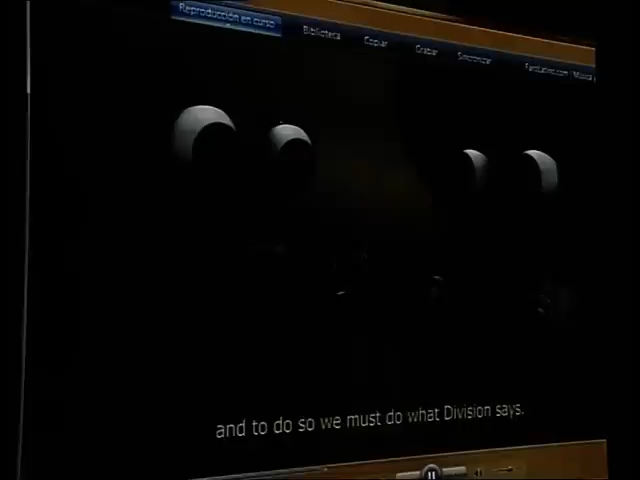 Reproducción en curso
Biblioteca
Copiar
Grabar
Sincronizar
and to do so we must do what Division says.